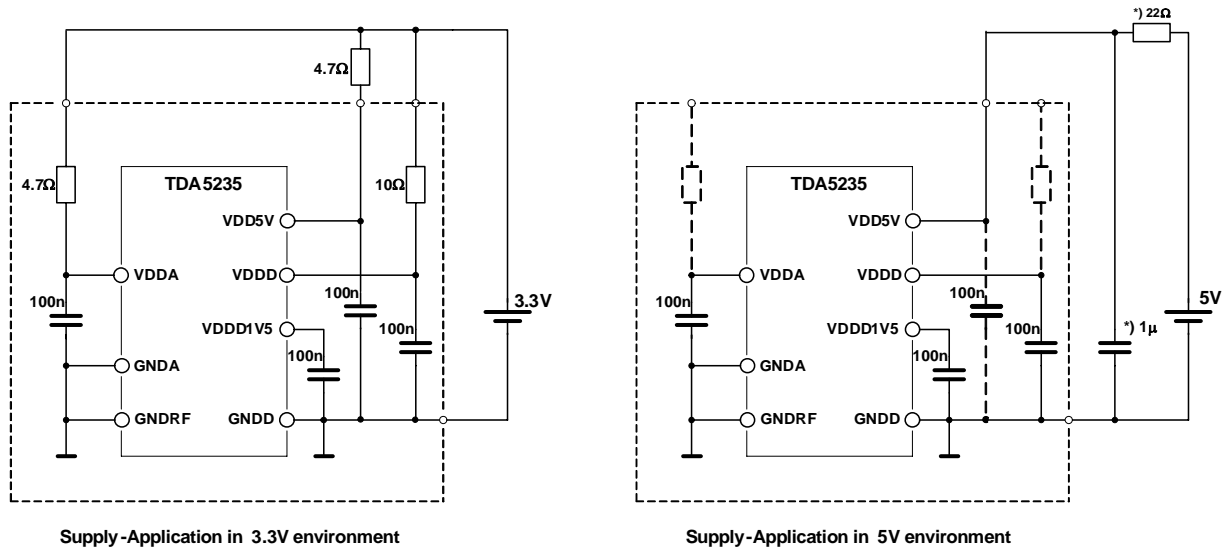 4.7Ω
4.7Ω
10Ω
TDA5235
VDD5V
VDDA
VDDD
100n
100n
3.3V
VDDD1V5
100n
100n
GNDA
GNDRF
GNDD
Supply-Application in 3.3V environment
*) 22Ω
TDA5235
VDD5V
VDDA
VDDD
100n
100n
5V
VDDD1V5
100n
*) 1µ
100n
GNDA
GNDRF
GNDD
Supply-Application in 5V environment